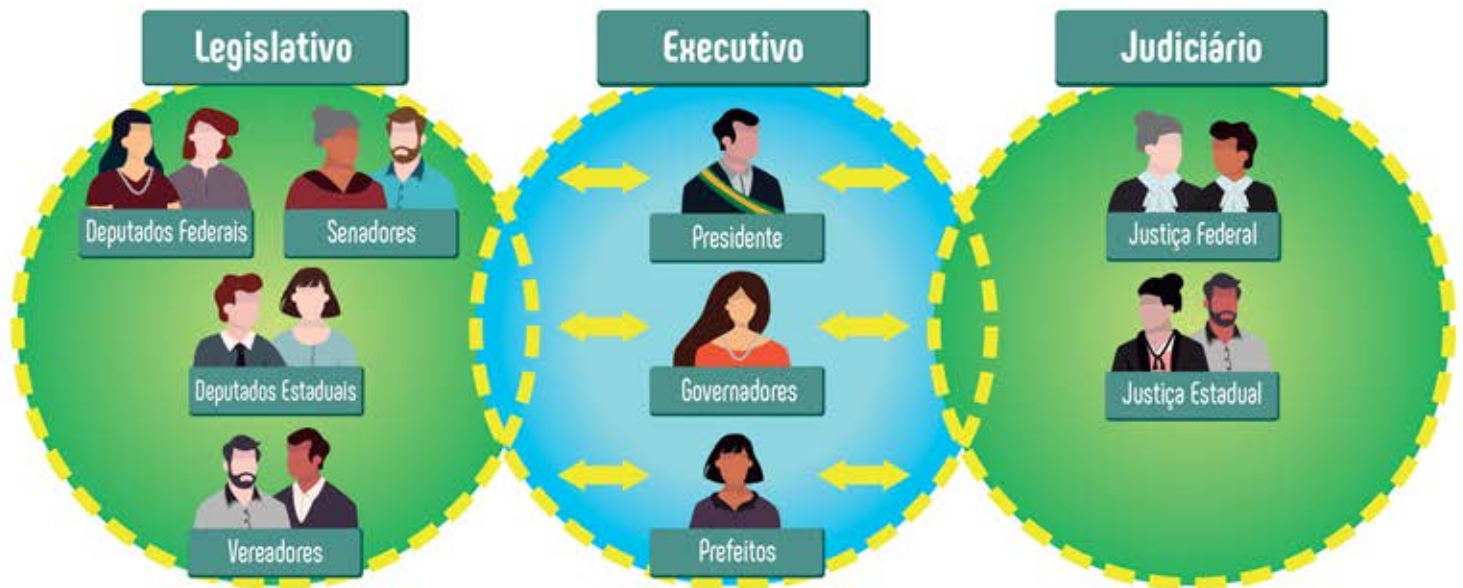 Legislativo
Executivo
Judiciário
Deputados Federais
Senadores
Presidente
Justiça Federal
Deputados Estaduais
Governadores
Justiça Estadual
Vereadores
Prefeitos